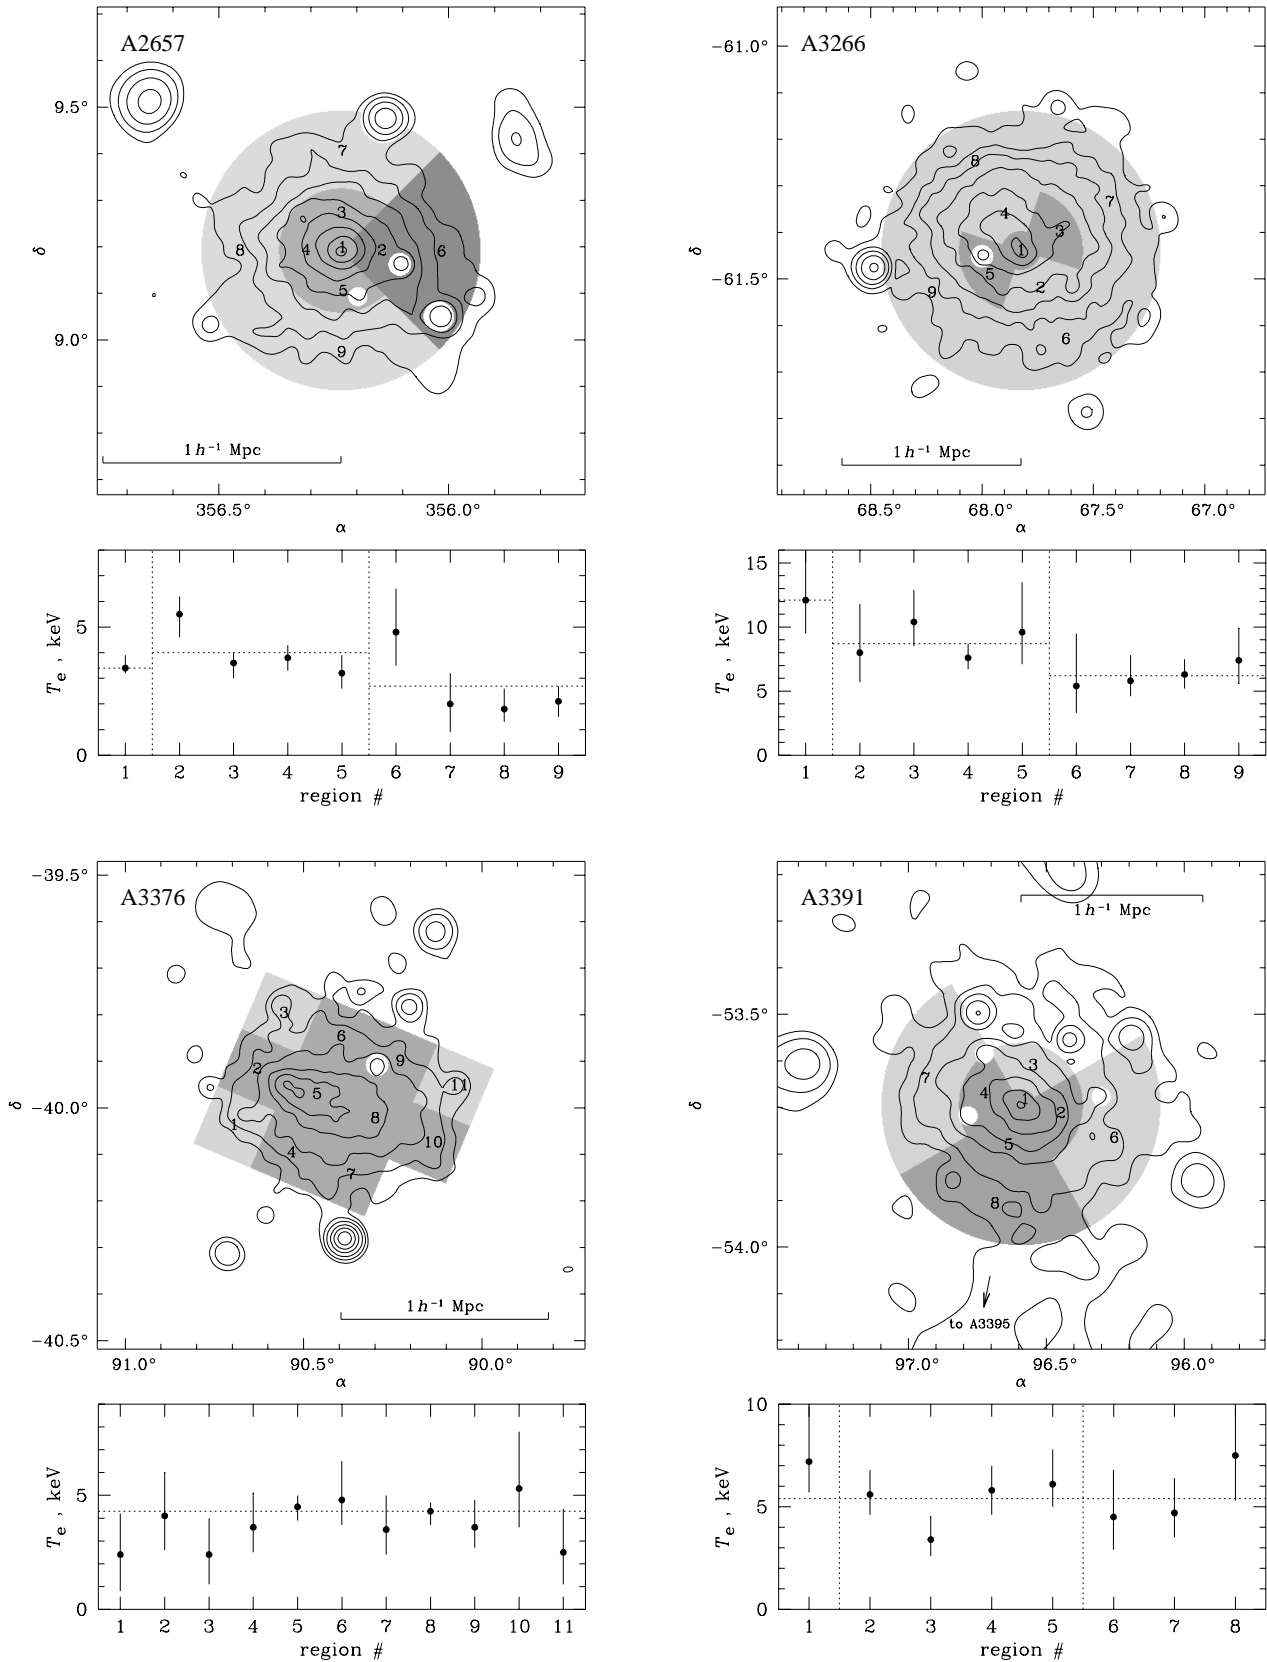 A2657
9.5°
9.0°
δ
7
3
8 4 1 2 6
5
9
1 h⁻¹ Mpc
356.5° 356.0°
α
5
0
Tₑ, keV
1 2 3 4 5 6 7 8 9
region #
A3266
−61.0°
−61.5°
δ
8
7
4
3
1
5
2
9
6
1 h⁻¹ Mpc
68.5° 68.0° 67.5° 67.0°
α
15
10
5
0
Tₑ, keV
1 2 3 4 5 6 7 8 9
region #
A3376
−39.5°
−40.0°
−40.5°
δ
3
6
2 9
5 11
1 8
4 10
7
1 h⁻¹ Mpc
91.0° 90.5° 90.0°
α
5
0
Tₑ, keV
1 2 3 4 5 6 7 8 9 10 11
region #
A3391
1 h⁻¹ Mpc
−53.5°
−54.0°
δ
3
7
4 1 2
5 6
8
to A3395
97.0° 96.5° 96.0°
α
10
5
0
Tₑ, keV
1 2 3 4 5 6 7 8
region #